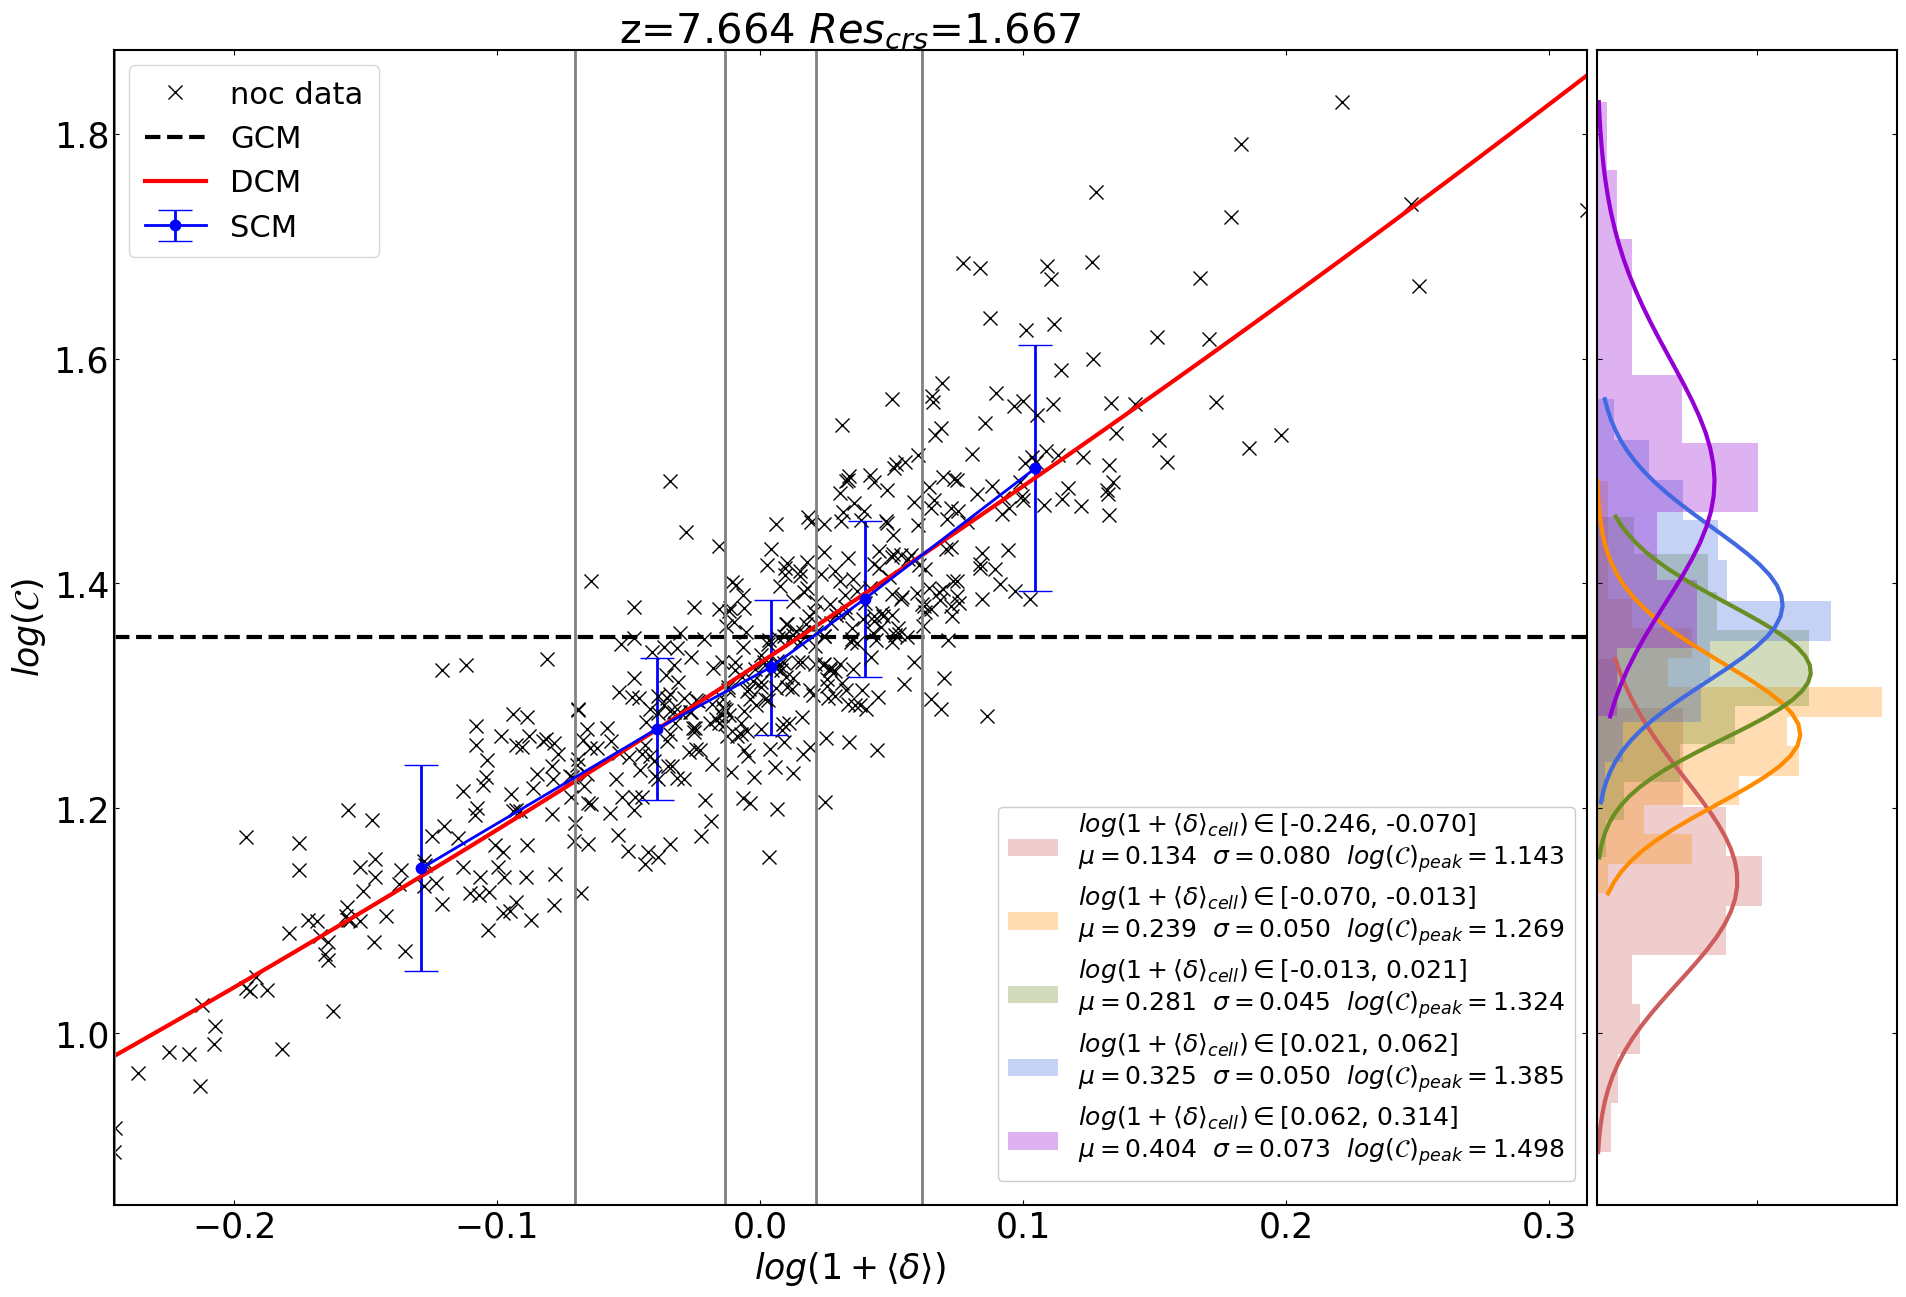 z=7.664 Res_crs=1.667
noc data
GCM
DCM
SCM
1.8
1.6
1.4
1.2
1.0
log(𝒞)
log(1 + ⟨δ⟩_cell) ∈ [-0.246, -0.070]
μ = 0.134 σ = 0.080 log(𝒞)_peak = 1.143
log(1 + ⟨δ⟩_cell) ∈ [-0.070, -0.013]
μ = 0.239 σ = 0.050 log(𝒞)_peak = 1.269
log(1 + ⟨δ⟩_cell) ∈ [-0.013, 0.021]
μ = 0.281 σ = 0.045 log(𝒞)_peak = 1.324
log(1 + ⟨δ⟩_cell) ∈ [0.021, 0.062]
μ = 0.325 σ = 0.050 log(𝒞)_peak = 1.385
log(1 + ⟨δ⟩_cell) ∈ [0.062, 0.314]
μ = 0.404 σ = 0.073 log(𝒞)_peak = 1.498
−0.2 −0.1 0.0 0.1 0.2 0.3
log(1 + ⟨δ⟩)